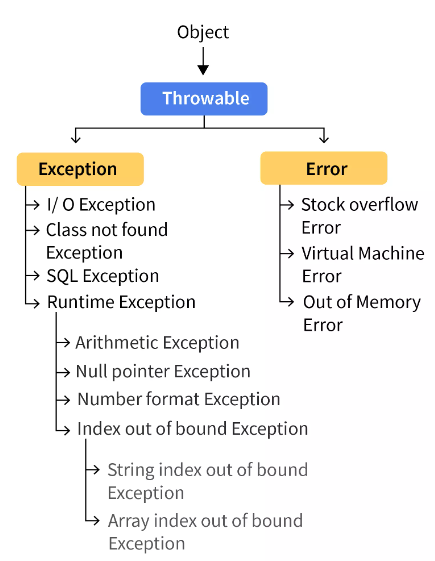 Object
Throwable
Exception
I/ O Exception
Class not found
Exception
SQL Exception
Runtime Exception
Arithmetic Exception
Null pointer Exception
Number format Exception
Index out of bound Exception
String index out of bound
Exception
Array index out of bound
Exception
Error
Stock overflow
Error
Virtual Machine
Error
Out of Memory
Error